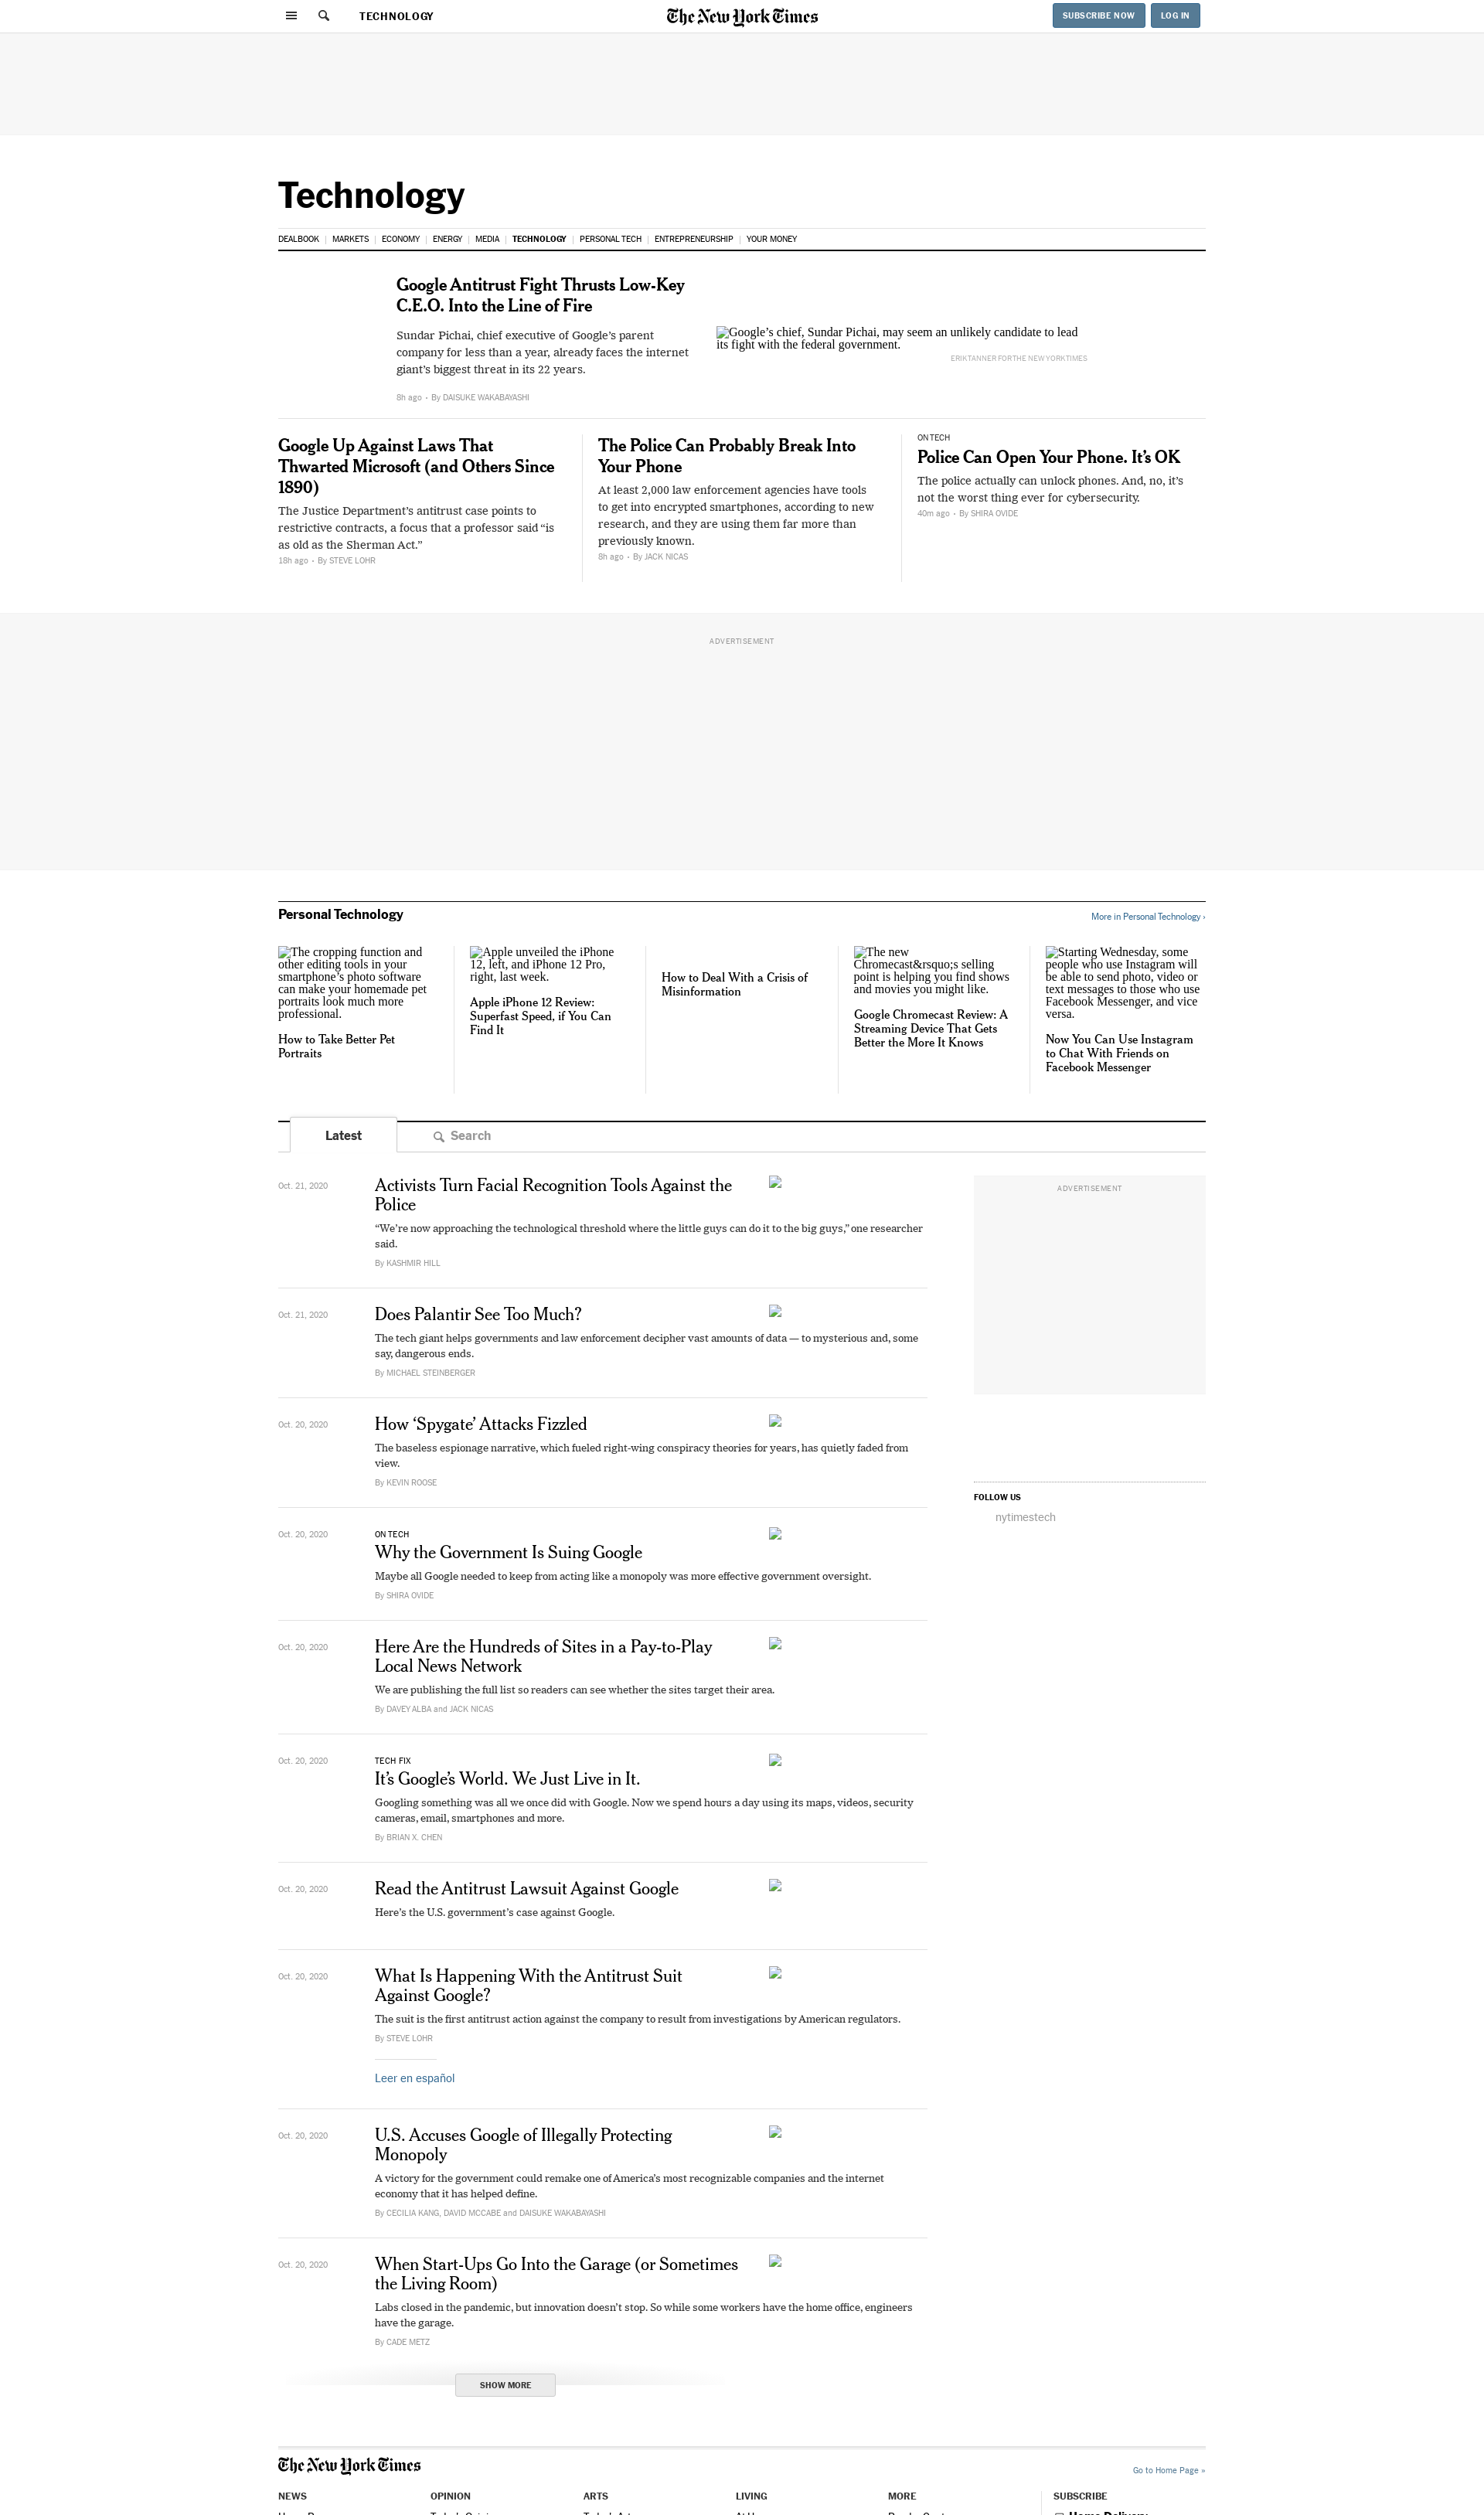 TECHNOLOGY
The New York Times
SUBSCRIBE NOW
LOG IN
Technology
DEALBOOK | MARKETS | ECONOMY | ENERGY | MEDIA | TECHNOLOGY | PERSONAL TECH | ENTREPRENEURSHIP | YOUR MONEY
Google Antitrust Fight Thrusts Low-Key
C.E.O. Into the Line of Fire
Sundar Pichai, chief executive of Google’s parent
company for less than a year, already faces the internet
giant’s biggest threat in its 22 years.
8h ago • By DAISUKE WAKABAYASHI
Google’s chief, Sundar Pichai, may seem an unlikely candidate to lead
its fight with the federal government.
ERIK TANNER FOR THE NEW YORK TIMES
Google Up Against Laws That
Thwarted Microsoft (and Others Since
1890)
The Justice Department’s antitrust case points to
restrictive contracts, a focus that a professor said “is
as old as the Sherman Act.”
18h ago • By STEVE LOHR
The Police Can Probably Break Into
Your Phone
At least 2,000 law enforcement agencies have tools
to get into encrypted smartphones, according to new
research, and they are using them far more than
previously known.
8h ago • By JACK NICAS
ON TECH
Police Can Open Your Phone. It’s OK
The police actually can unlock phones. And, no, it’s
not the worst thing ever for cybersecurity.
40m ago • By SHIRA OVIDE
ADVERTISEMENT
Personal Technology
More in Personal Technology ›
The cropping function and
other editing tools in your
smartphone’s photo software
can make your homemade pet
portraits look much more
professional.
How to Take Better Pet
Portraits
Apple unveiled the iPhone
12, left, and iPhone 12 Pro,
right, last week.
Apple iPhone 12 Review:
Superfast Speed, if You Can
Find It
How to Deal With a Crisis of
Misinformation
The new
Chromecast&rsquo;s selling
point is helping you find shows
and movies you might like.
Google Chromecast Review: A
Streaming Device That Gets
Better the More It Knows
Starting Wednesday, some
people who use Instagram will
be able to send photo, video or
text messages to those who use
Facebook Messenger, and vice
versa.
Now You Can Use Instagram
to Chat With Friends on
Facebook Messenger
Latest
Search
Oct. 21, 2020
Activists Turn Facial Recognition Tools Against the
Police
“We’re now approaching the technological threshold where the little guys can do it to the big guys,” one researcher
said.
By KASHMIR HILL
ADVERTISEMENT
Oct. 21, 2020
Does Palantir See Too Much?
The tech giant helps governments and law enforcement decipher vast amounts of data — to mysterious and, some
say, dangerous ends.
By MICHAEL STEINBERGER
Oct. 20, 2020
How ‘Spygate’ Attacks Fizzled
The baseless espionage narrative, which fueled right-wing conspiracy theories for years, has quietly faded from
view.
By KEVIN ROOSE
FOLLOW US
nytimestech
Oct. 20, 2020
ON TECH
Why the Government Is Suing Google
Maybe all Google needed to keep from acting like a monopoly was more effective government oversight.
By SHIRA OVIDE
Oct. 20, 2020
Here Are the Hundreds of Sites in a Pay-to-Play
Local News Network
We are publishing the full list so readers can see whether the sites target their area.
By DAVEY ALBA and JACK NICAS
Oct. 20, 2020
TECH FIX
It’s Google’s World. We Just Live in It.
Googling something was all we once did with Google. Now we spend hours a day using its maps, videos, security
cameras, email, smartphones and more.
By BRIAN X. CHEN
Oct. 20, 2020
Read the Antitrust Lawsuit Against Google
Here’s the U.S. government’s case against Google.
Oct. 20, 2020
What Is Happening With the Antitrust Suit
Against Google?
The suit is the first antitrust action against the company to result from investigations by American regulators.
By STEVE LOHR
Leer en español
Oct. 20, 2020
U.S. Accuses Google of Illegally Protecting
Monopoly
A victory for the government could remake one of America’s most recognizable companies and the internet
economy that it has helped define.
By CECILIA KANG, DAVID MCCABE and DAISUKE WAKABAYASHI
Oct. 20, 2020
When Start-Ups Go Into the Garage (or Sometimes
the Living Room)
Labs closed in the pandemic, but innovation doesn’t stop. So while some workers have the home office, engineers
have the garage.
By CADE METZ
SHOW MORE
The New York Times
Go to Home Page »
NEWS
OPINION
ARTS
LIVING
MORE
SUBSCRIBE